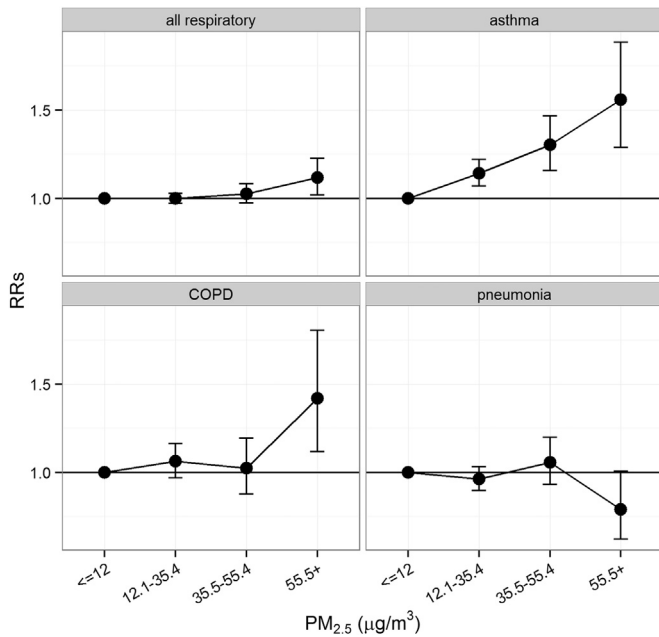 all respiratory
asthma
1.5
1.0
RRs
COPD
pneumonia
1.5
1.0
<=12
12.1-35.4
35.5-55.4
55.5+
<=12
12.1-35.4
35.5-55.4
55.5+
PM2.5 (µg/m³)